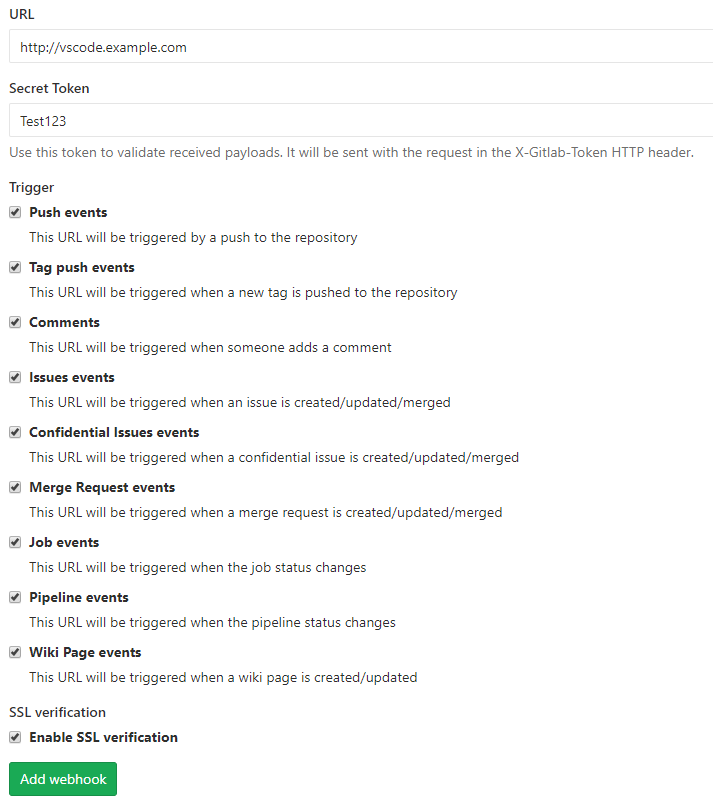 URL
http://vscode.example.com
Secret Token
Test123
Use this token to validate received payloads. It will be sent with the request in the X-Gitlab-Token HTTP header.
Trigger
Push events
This URL will be triggered by a push to the repository
Tag push events
This URL will be triggered when a new tag is pushed to the repository
Comments
This URL will be triggered when someone adds a comment
Issues events
This URL will be triggered when an issue is created/updated/merged
Confidential Issues events
This URL will be triggered when a confidential issue is created/updated/merged
Merge Request events
This URL will be triggered when a merge request is created/updated/merged
Job events
This URL will be triggered when the job status changes
Pipeline events
This URL will be triggered when the pipeline status changes
Wiki Page events
This URL will be triggered when a wiki page is created/updated
SSL verification
Enable SSL verification
Add webhook